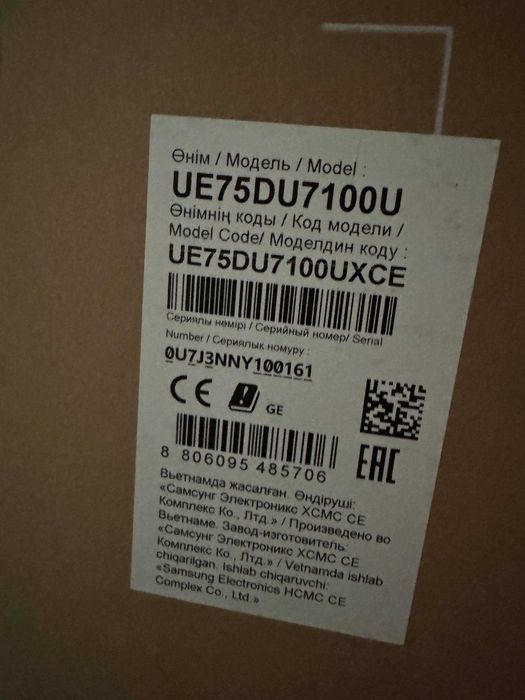 Өнім / Модель / Model :
UE75DU7100U
Өнімнің коды / Код модели /
Model Code/ Моделдин коду :
UE75DU7100UXCE
Сериялы немірі / Серийный номер/ Serial
Number / Сериялык номуру :
0U7J3NNY100161
CE
GE
8 806095 485706
EAC
Вьетнамда жасалған. Өндіруші:
«Самсунг Электроникс ХСМС СЕ
Комплекс Ко., Лтд.» / Произведено во
Вьетнаме. Завод-изготовитель:
«Самсунг Электроникс ХСМС СЕ
Комплекс Ко., Лтд.» / Vetnamda ishlab
chiqarilgan. Ishlab chiqaruvchi:
«Samsung Electronics HCMC CE
Complex Co., Ltd.»